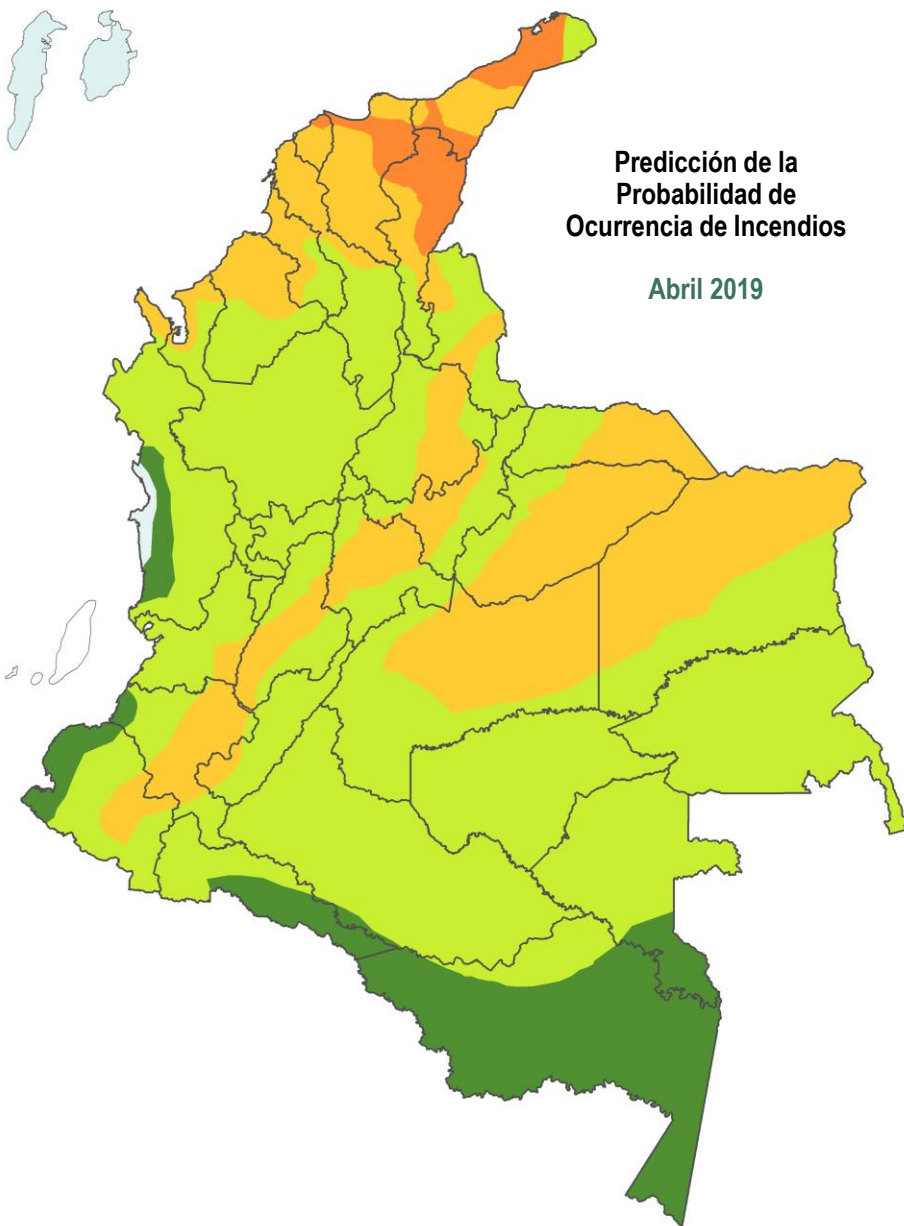 Predicción de la
Probabilidad de
Ocurrencia de Incendios
Abril 2019